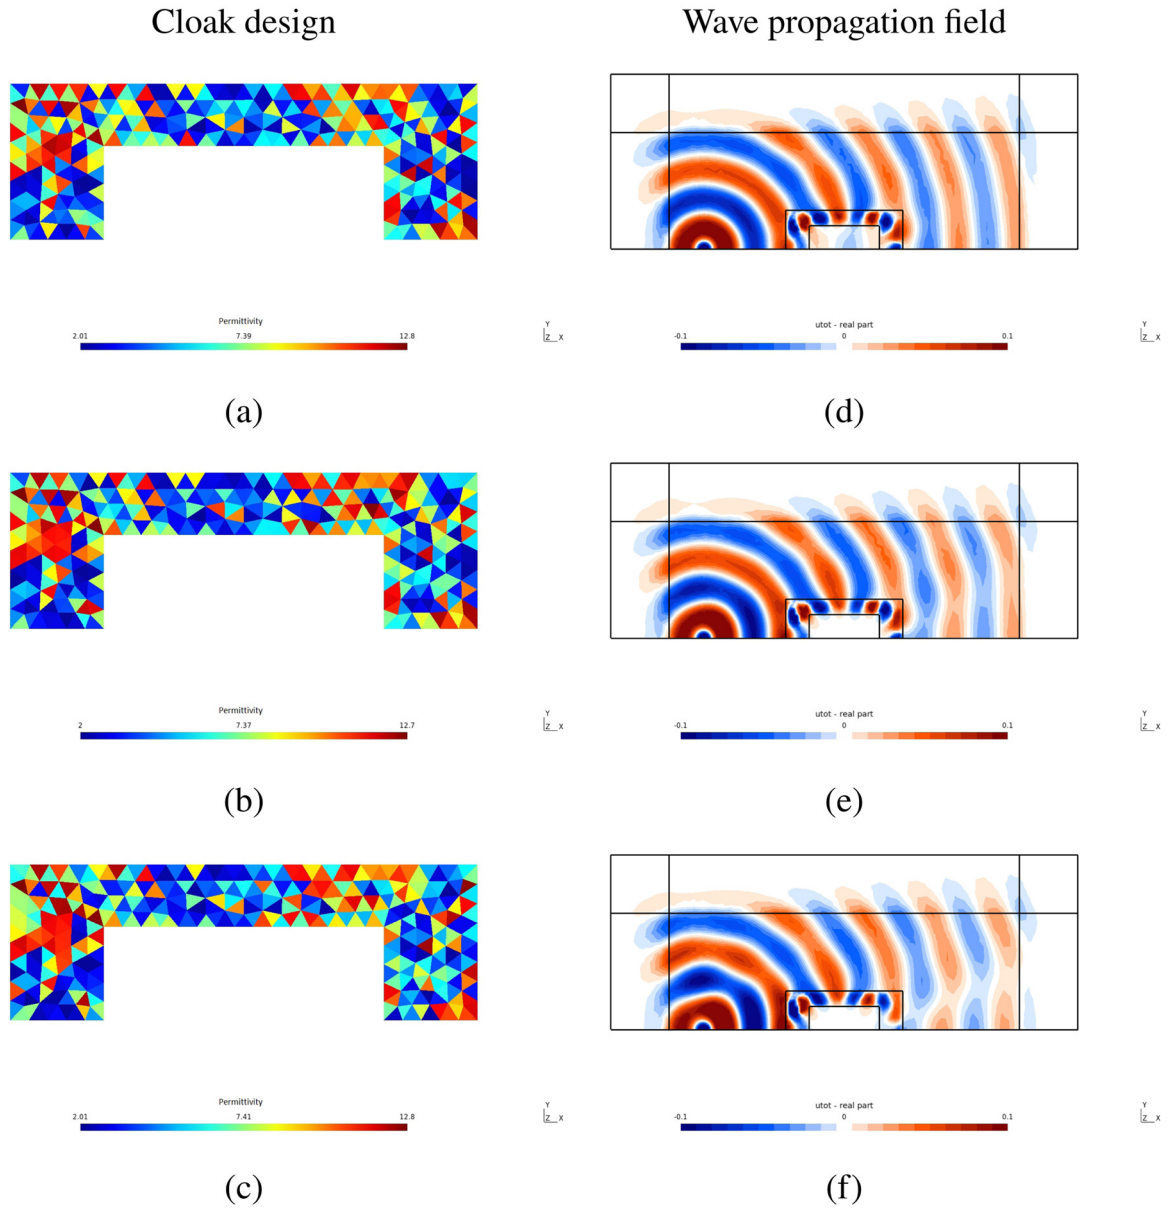 Cloak design Wave propagation field
Permittivity
2.01 7.39 12.8
Y
Z X
utot - real part
-0.1 0 0.1
Y
Z X
(a) (d)
Permittivity
2 7.37 12.7
Y
Z X
utot - real part
-0.1 0 0.1
Y
Z X
(b) (e)
Permittivity
2.01 7.41 12.8
Y
Z X
utot - real part
-0.1 0 0.1
Y
Z X
(c) (f)